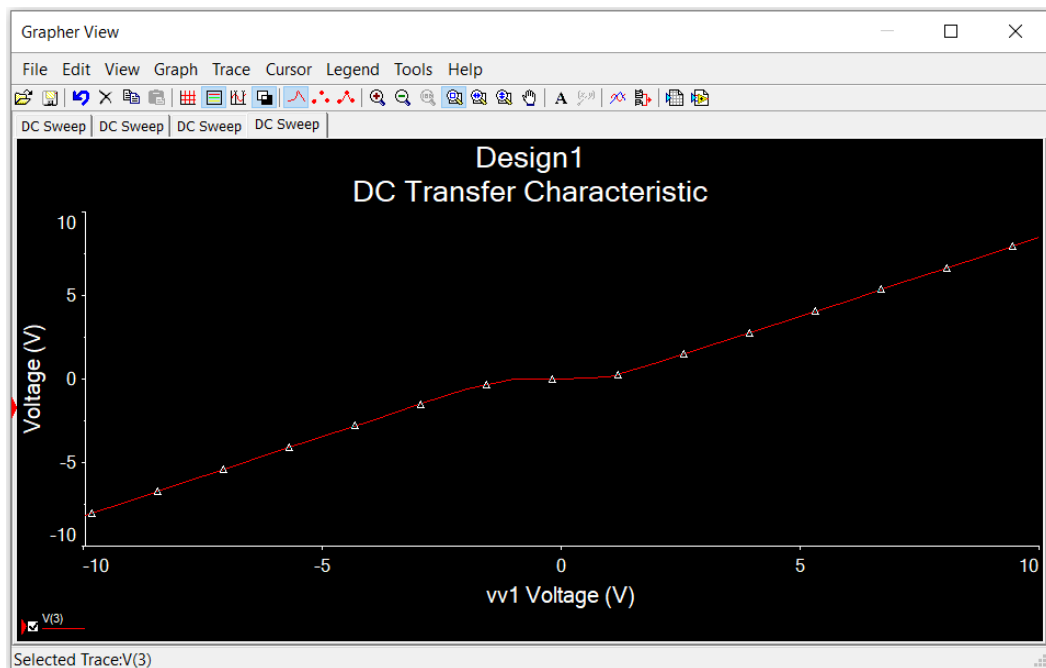 Grapher View
File Edit View Graph Trace Cursor Legend Tools Help
A
DC Sweep DC Sweep DC Sweep DC Sweep
Design1
DC Transfer Characteristic
10
5
0
-5
-10
Voltage (V)
-10 -5 0 5 10
vv1 Voltage (V)
V(3)
Selected Trace:V(3)